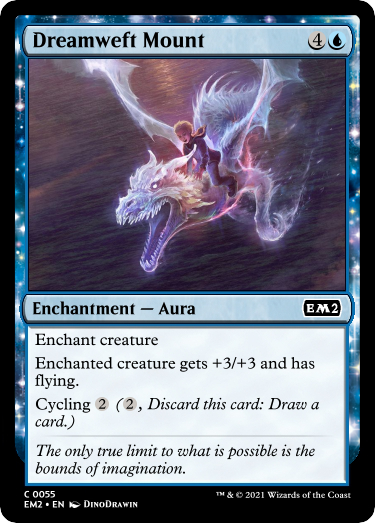 Dreamweft Mount 4
Enchantment — Aura EM2
Enchant creature
Enchanted creature gets +3/+3 and has
flying.
Cycling 2 (2, Discard this card: Draw a
card.)
The only true limit to what is possible is the
bounds of imagination.
C 0055
EM2 • EN DinoDrawin
™ & © 2021 Wizards of the Coast